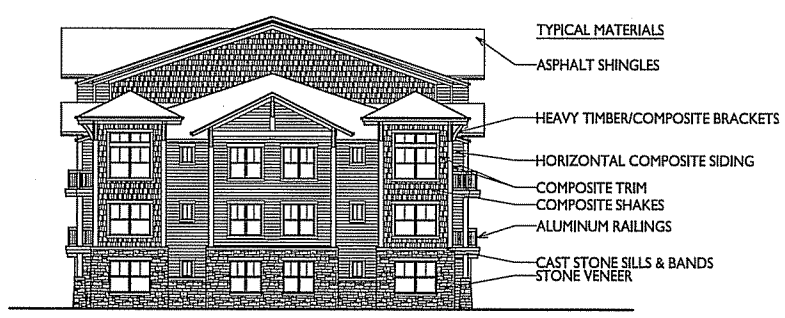 TYPICAL MATERIALS
ASPHALT SHINGLES
HEAVY TIMBER/COMPOSITE BRACKETS
HORIZONTAL COMPOSITE SIDING
COMPOSITE TRIM
COMPOSITE SHAKES
ALUMINUM RAILINGS
CAST STONE SILLS & BANDS
STONE VENEER